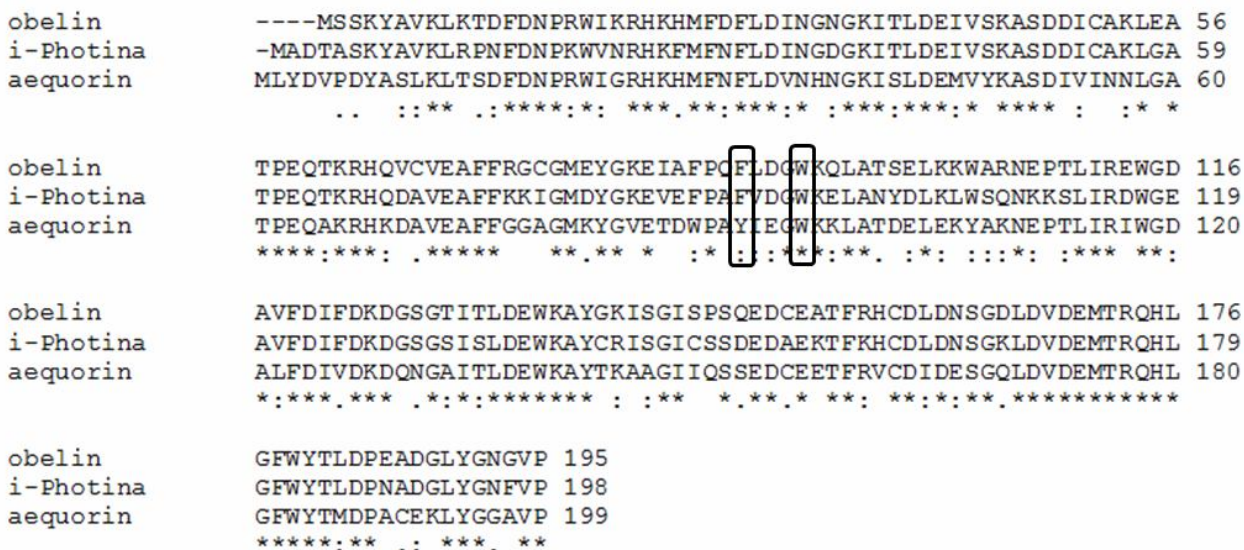 obelin ----MSSKYAVKLKTDFDNPRWIKRHKHMFDFLDINGNGKITLDEIVSKASDDICAKLEA 56
i-Photina -MADTASKYAVKLRPNFDNPKWVNRHKFMFNFLDINGDGKITLDEIVSKASDDICAKLGA 59
aequorin MLYDVPDYASLKLTSDFDNPRWIGRHKHMFNFLDVNHNGKISLDEMVYKASDIVINNLGA 60
.. ::** .:****:*: ***.**:***:* :***:***:* **** : :* *
obelin TPEQTKRHQVCVEAFFRGCGMEYGKEIAFPQFLDGWKQLATSELKKWARNEPTLIREWGD 116
i-Photina TPEQTKRHQDAVEAFFKKIGMDYGKEVEFPAFVDGWKELANYDLKLWSQNKKSLIRDWGE 119
aequorin TPEQAKRHKDAVEAFFGGAGMKYGVETDWPAYIEGWKKLATDELEKYAKNEPTLIRIWGD 120
****:***: .***** **.** * :* :::***:**. :*: :::*: :*** **:
obelin AVFDIFDKDGSGTITLDEWKAYGKISGISPSQEDCEATFRHCDLDNSGDLDVDEMTRQHL 176
i-Photina AVFDIFDKDGSGSISLDEWKAYCRISGICSSDEDAEKTFKHCDLDNSGKLDVDEMTRQHL 179
aequorin ALFDIVDKDQNGAITLDEWKAYTKAAGIIQSSEDCEETFRVCDIDESGQLDVDEMTRQHL 180
*:***.*** .*:*:******* : :** *.**.* **: **:*:**.***********
obelin GFWYTLDPEADGLYGNGVP 195
i-Photina GFWYTLDPNADGLYGNFVP 198
aequorin GFWYTMDPACEKLYGGAVP 199
*****:** .: ***. **